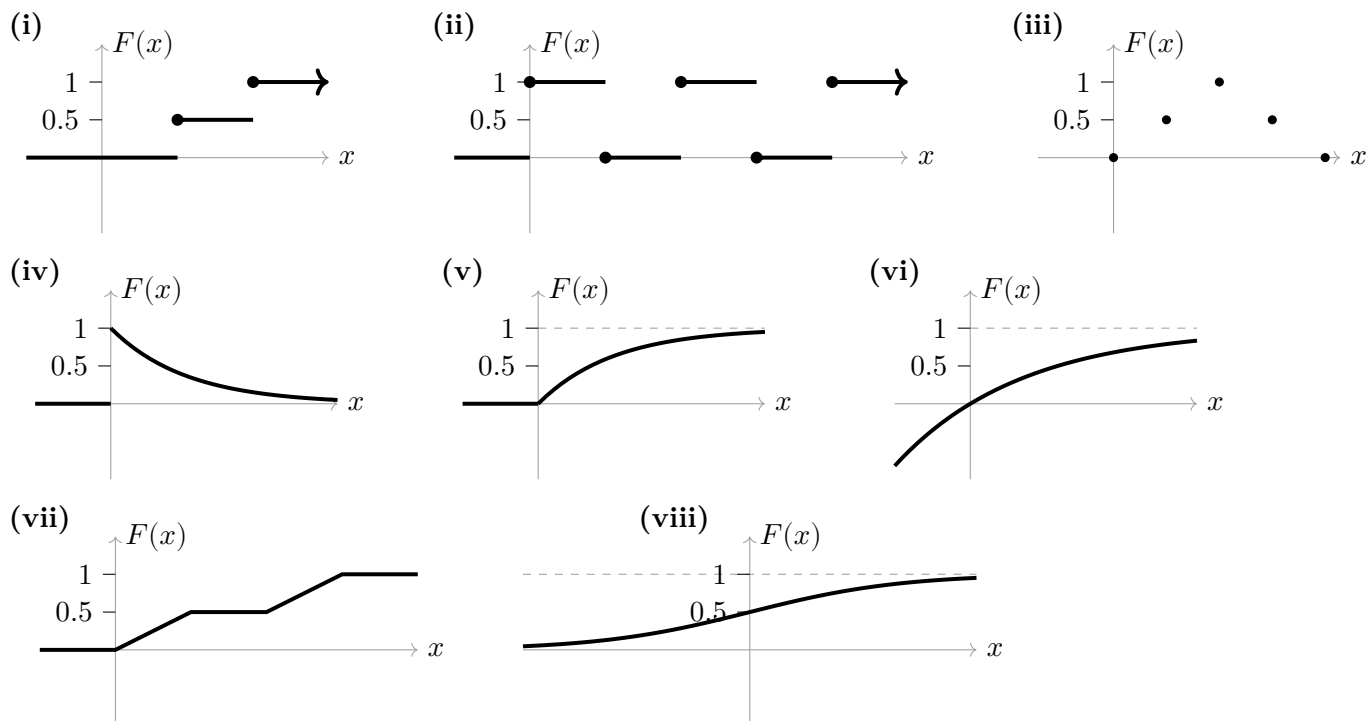 (i) (ii) (iii)
F(x) F(x) F(x)
1 1 1
0.5 0.5 0.5
x x x
(iv) (v) (vi)
F(x) F(x) F(x)
1 1 1
0.5 0.5 0.5
x x x
(vii) (viii)
F(x) F(x)
1 1
0.5 0.5
x x